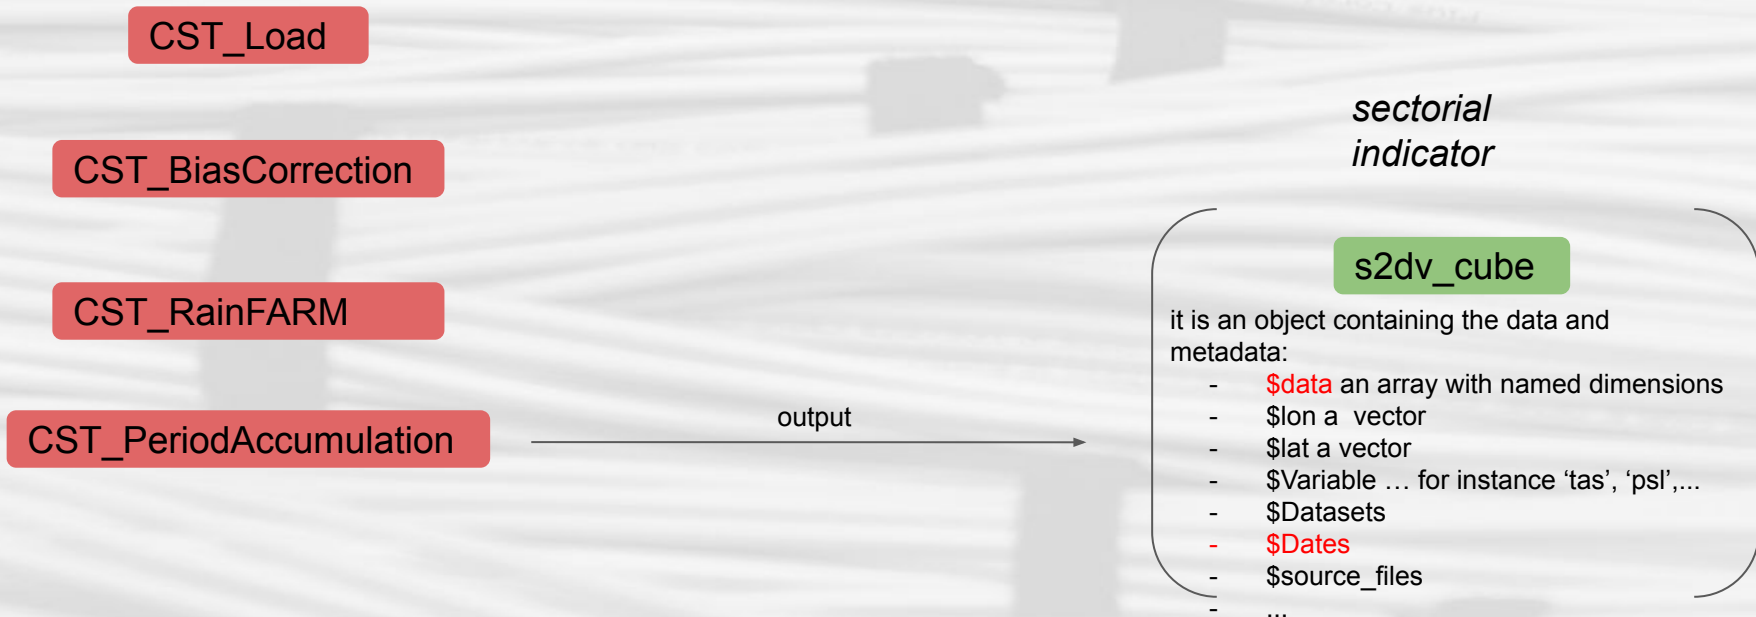 CST_Load
CST_BiasCorrection
CST_RainFARM
CST_PeriodAccumulation
output
sectorial
indicator
s2dv_cube
it is an object containing the data and
metadata:
- $data an array with named dimensions
- $lon a vector
- $lat a vector
- $Variable … for instance ‘tas’, ‘psl’,...
- $Datasets
- $Dates
- $source_files
- ...